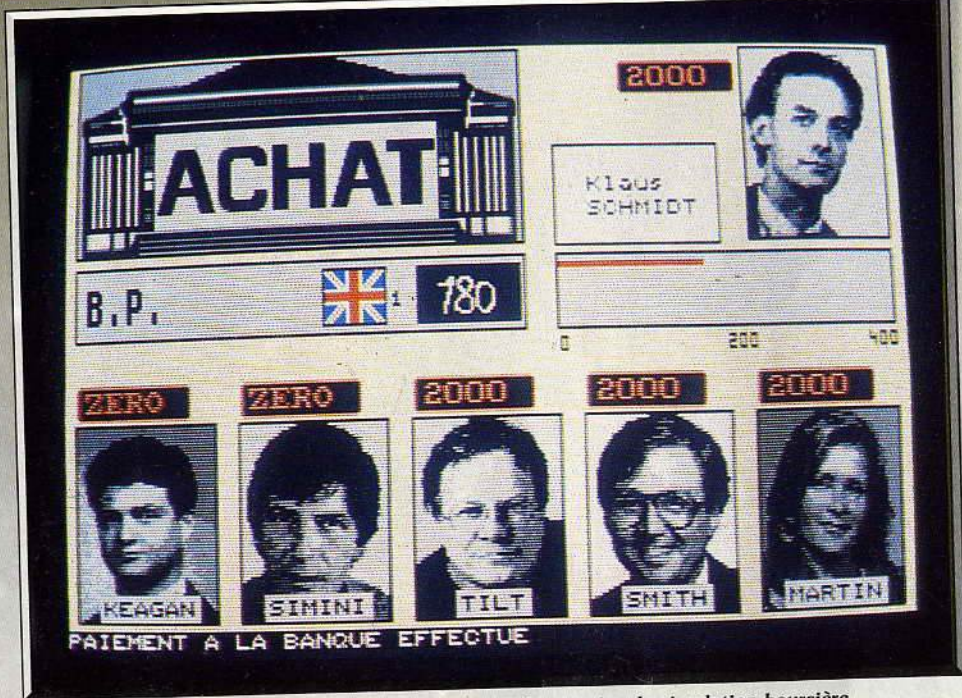 2000
ACHAT
Klaus
SCHMIDT
B.P. 1 180
0 200 400
ZERO ZERO 2000 2000 2000
KEAGAN SIMINI TILT SMITH MARTIN
PAIEMENT A LA BANQUE EFFECTUE
boursière